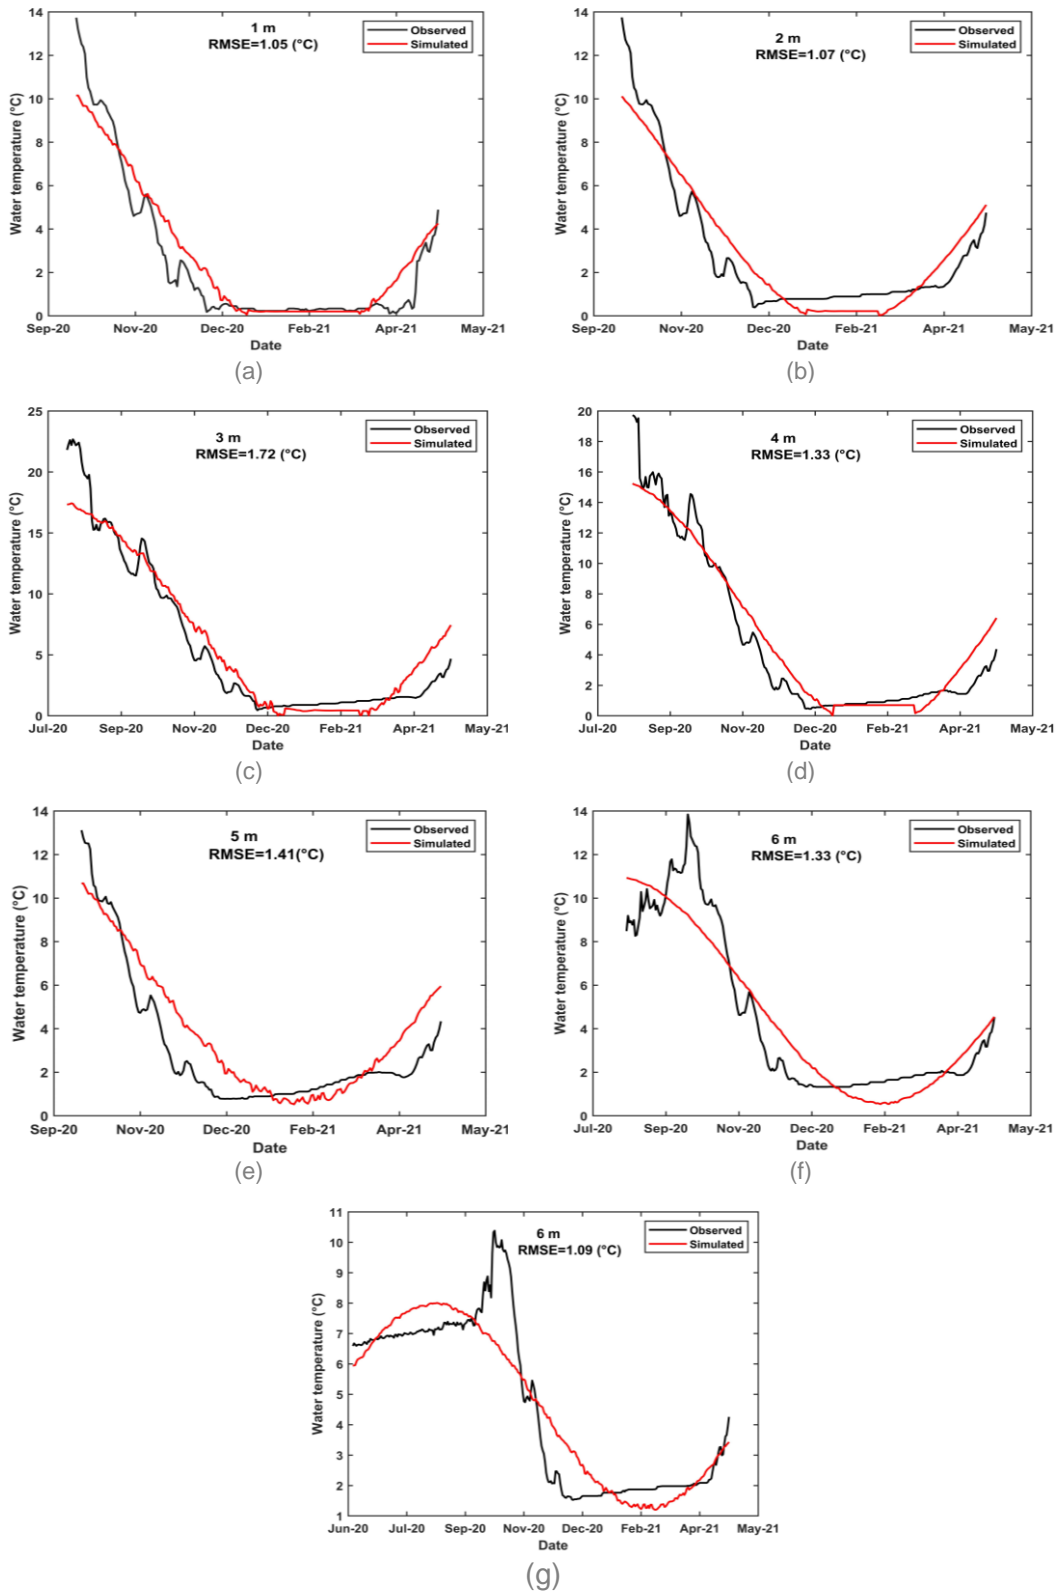 1 m
RMSE=1.05 (°C)
Observed
Simulated
Water temperature (°C)
14
12
10
8
6
4
2
0
Sep-20 Nov-20 Dec-20 Feb-21 Apr-21 May-21
Date
(a)
2 m
RMSE=1.07 (°C)
Observed
Simulated
Water temperature (°C)
14
12
10
8
6
4
2
0
Sep-20 Nov-20 Dec-20 Feb-21 Apr-21 May-21
Date
(b)
3 m
RMSE=1.72 (°C)
Observed
Simulated
Water temperature (°C)
25
20
15
10
5
0
Jul-20 Sep-20 Nov-20 Dec-20 Feb-21 Apr-21 May-21
Date
(c)
4 m
RMSE=1.33 (°C)
Observed
Simulated
Water temperature (°C)
20
18
16
14
12
10
8
6
4
2
0
Jul-20 Sep-20 Nov-20 Dec-20 Feb-21 Apr-21 May-21
Date
(d)
5 m
RMSE=1.41(°C)
Observed
Simulated
Water temperature (°C)
14
12
10
8
6
4
2
0
Sep-20 Nov-20 Dec-20 Feb-21 Apr-21 May-21
Date
(e)
6 m
RMSE=1.33 (°C)
Observed
Simulated
Water temperature (°C)
14
12
10
8
6
4
2
0
Jul-20 Sep-20 Nov-20 Dec-20 Feb-21 Apr-21 May-21
Date
(f)
6 m
RMSE=1.09 (°C)
Observed
Simulated
Water temperature (°C)
11
10
9
8
7
6
5
4
3
2
1
Jun-20 Jul-20 Sep-20 Nov-20 Dec-20 Feb-21 Apr-21 May-21
Date
(g)